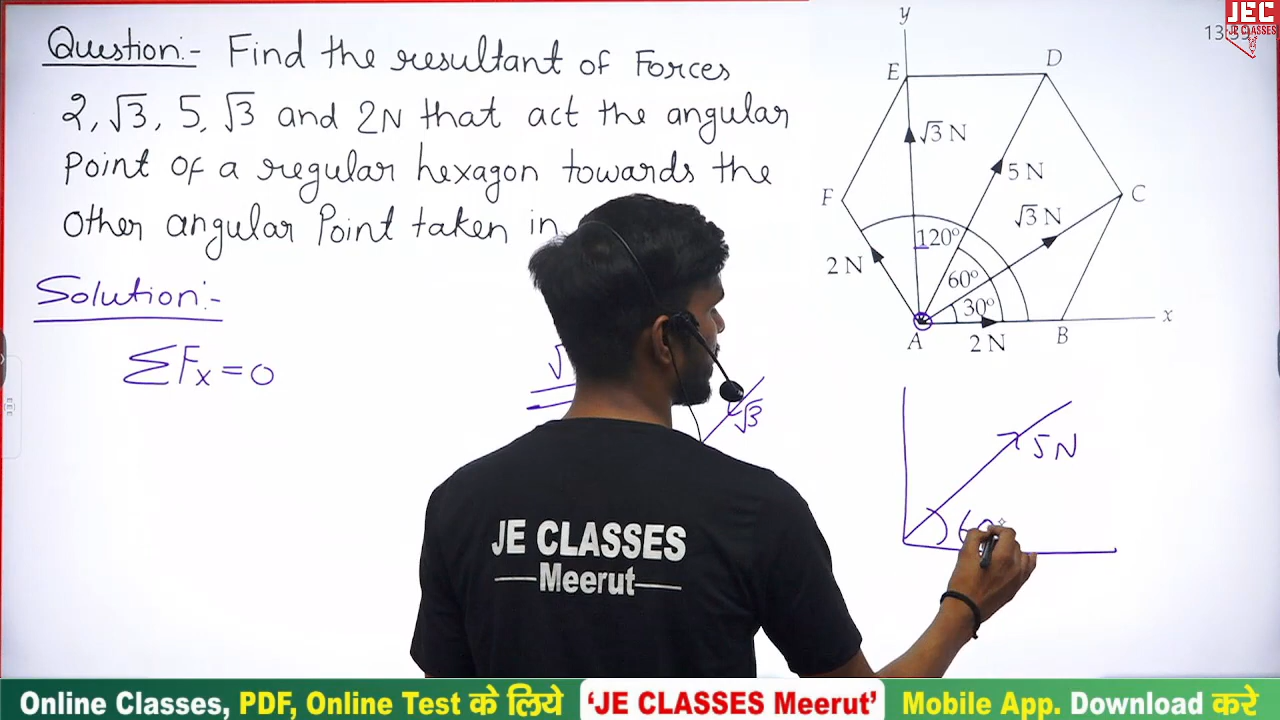 JEC
JE CLASSES
Question:- Find the resultant of Forces
2, √3, 5, √3 and 2N that act the angular
Point of a regular hexagon towards the
Other angular Point taken in
Solution:-
ΣFx = 0
√3
y
E
D
√3 N
5 N
F
C
√3 N
120°
2 N
60°
30°
A
2 N
B
x
5N
60°
JE CLASSES
Meerut
Online Classes, PDF, Online Test के लिये 'JE CLASSES Meerut' Mobile App. Download करे